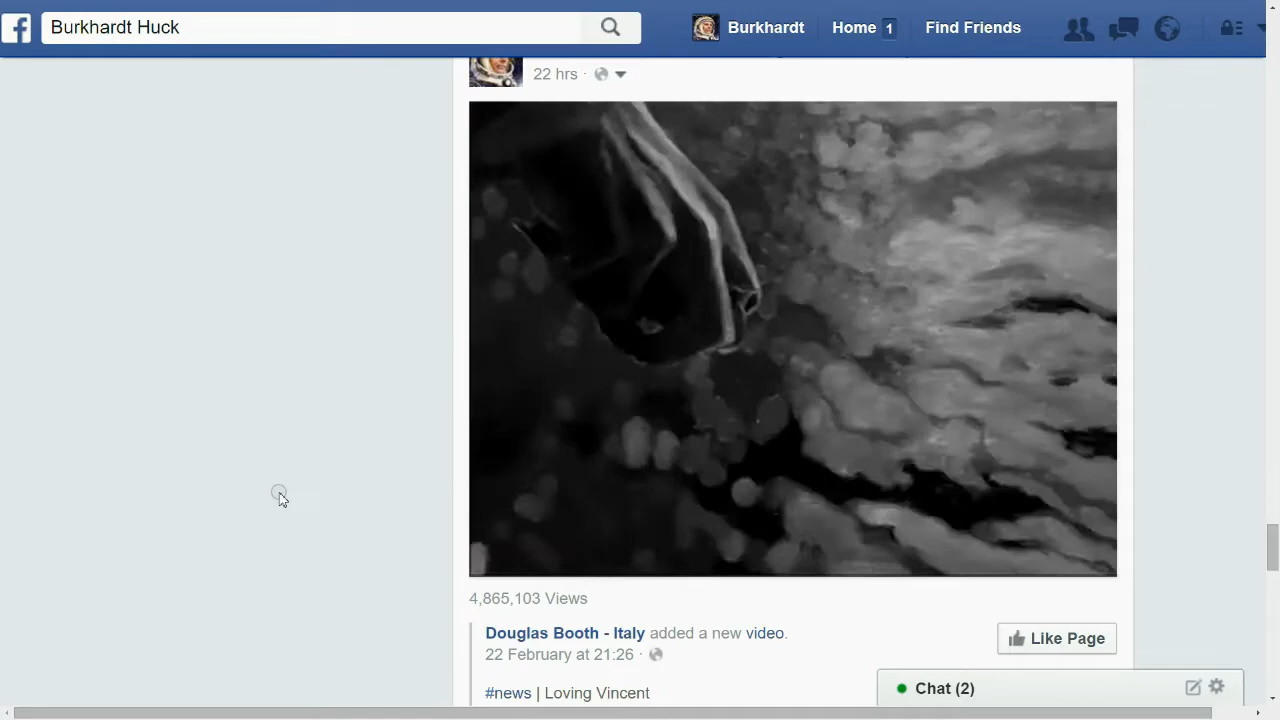 Burkhardt Huck
Burkhardt Home 1 Find Friends
22 hrs ·
4,865,103 Views
Douglas Booth - Italy added a new video.
22 February at 21:26 ·
Like Page
#news | Loving Vincent
Chat (2)